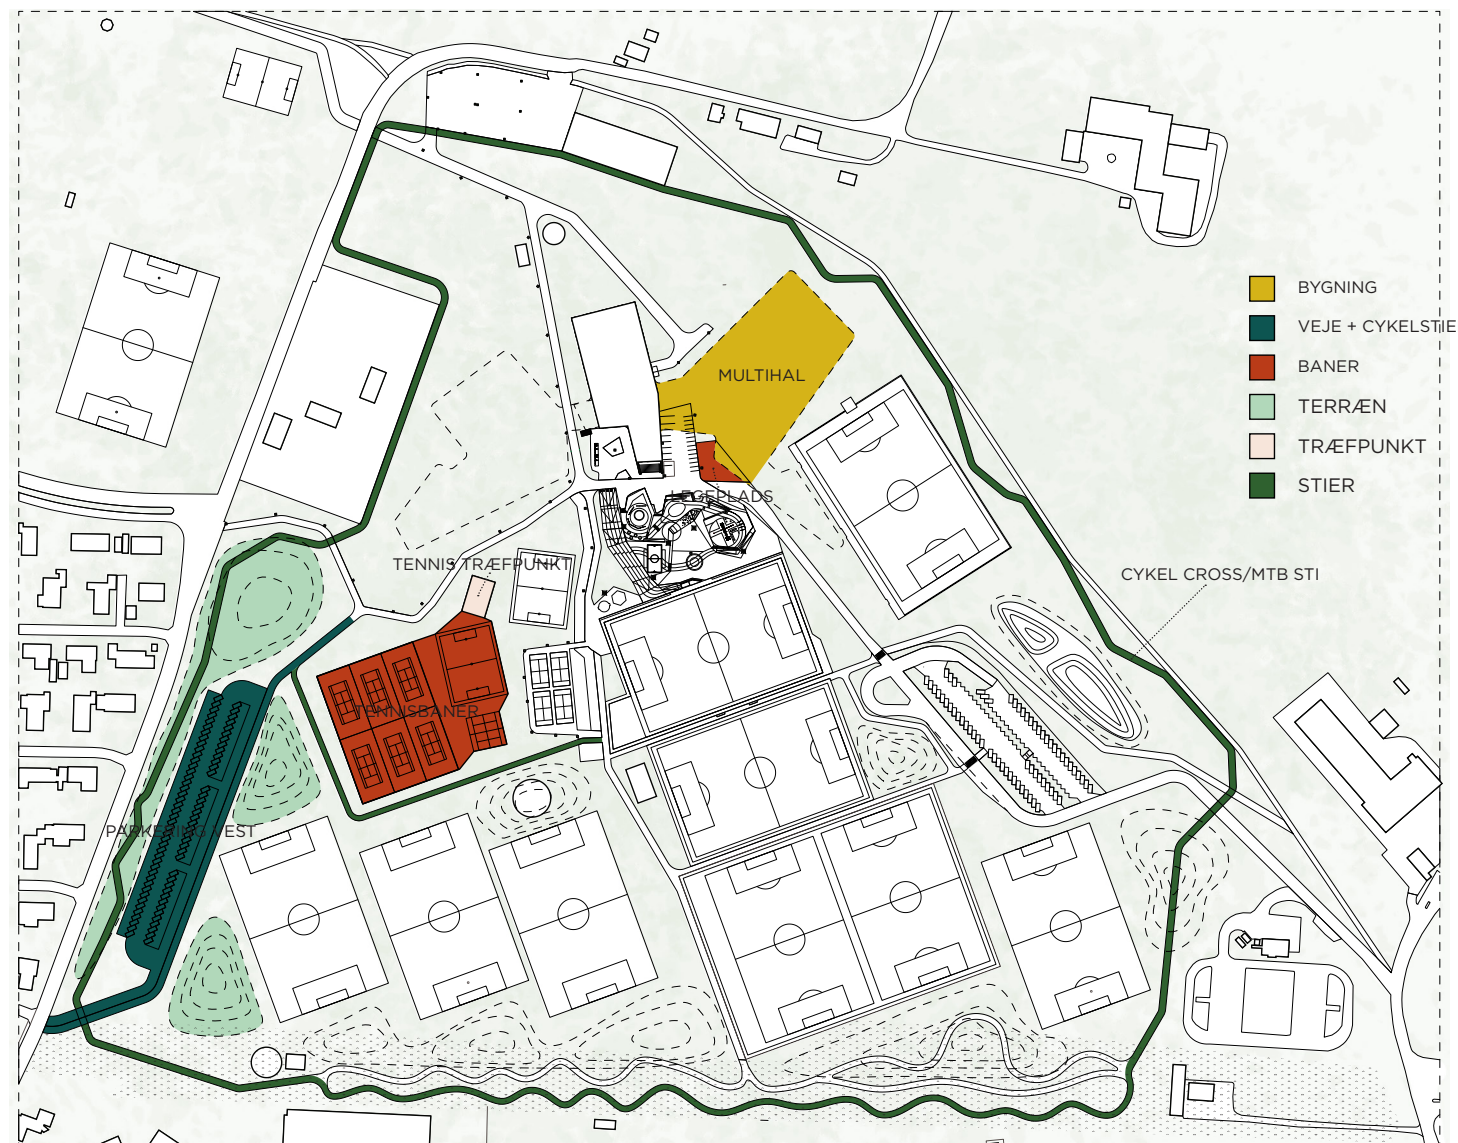 BYGNING
VEJE + CYKELSTIE
BANER
TERRÆN
TRÆFPUNKT
STIER
MULTIHAL
LEGEPLADS
TENNIS TRÆFPUNKT
CYKEL CROSS/MTB STI
TENNISBANER
PARKERING VEST